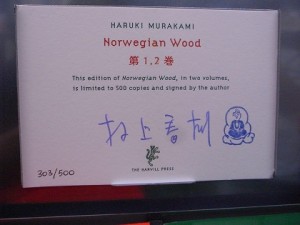 HARUKI MURAKAMI
Norwegian Wood
第1,2巻
This edition of Norwegian Wood, in two volumes,
is limited to 500 copies and signed by the author
村上春樹
THE HARVILL PRESS
303/500